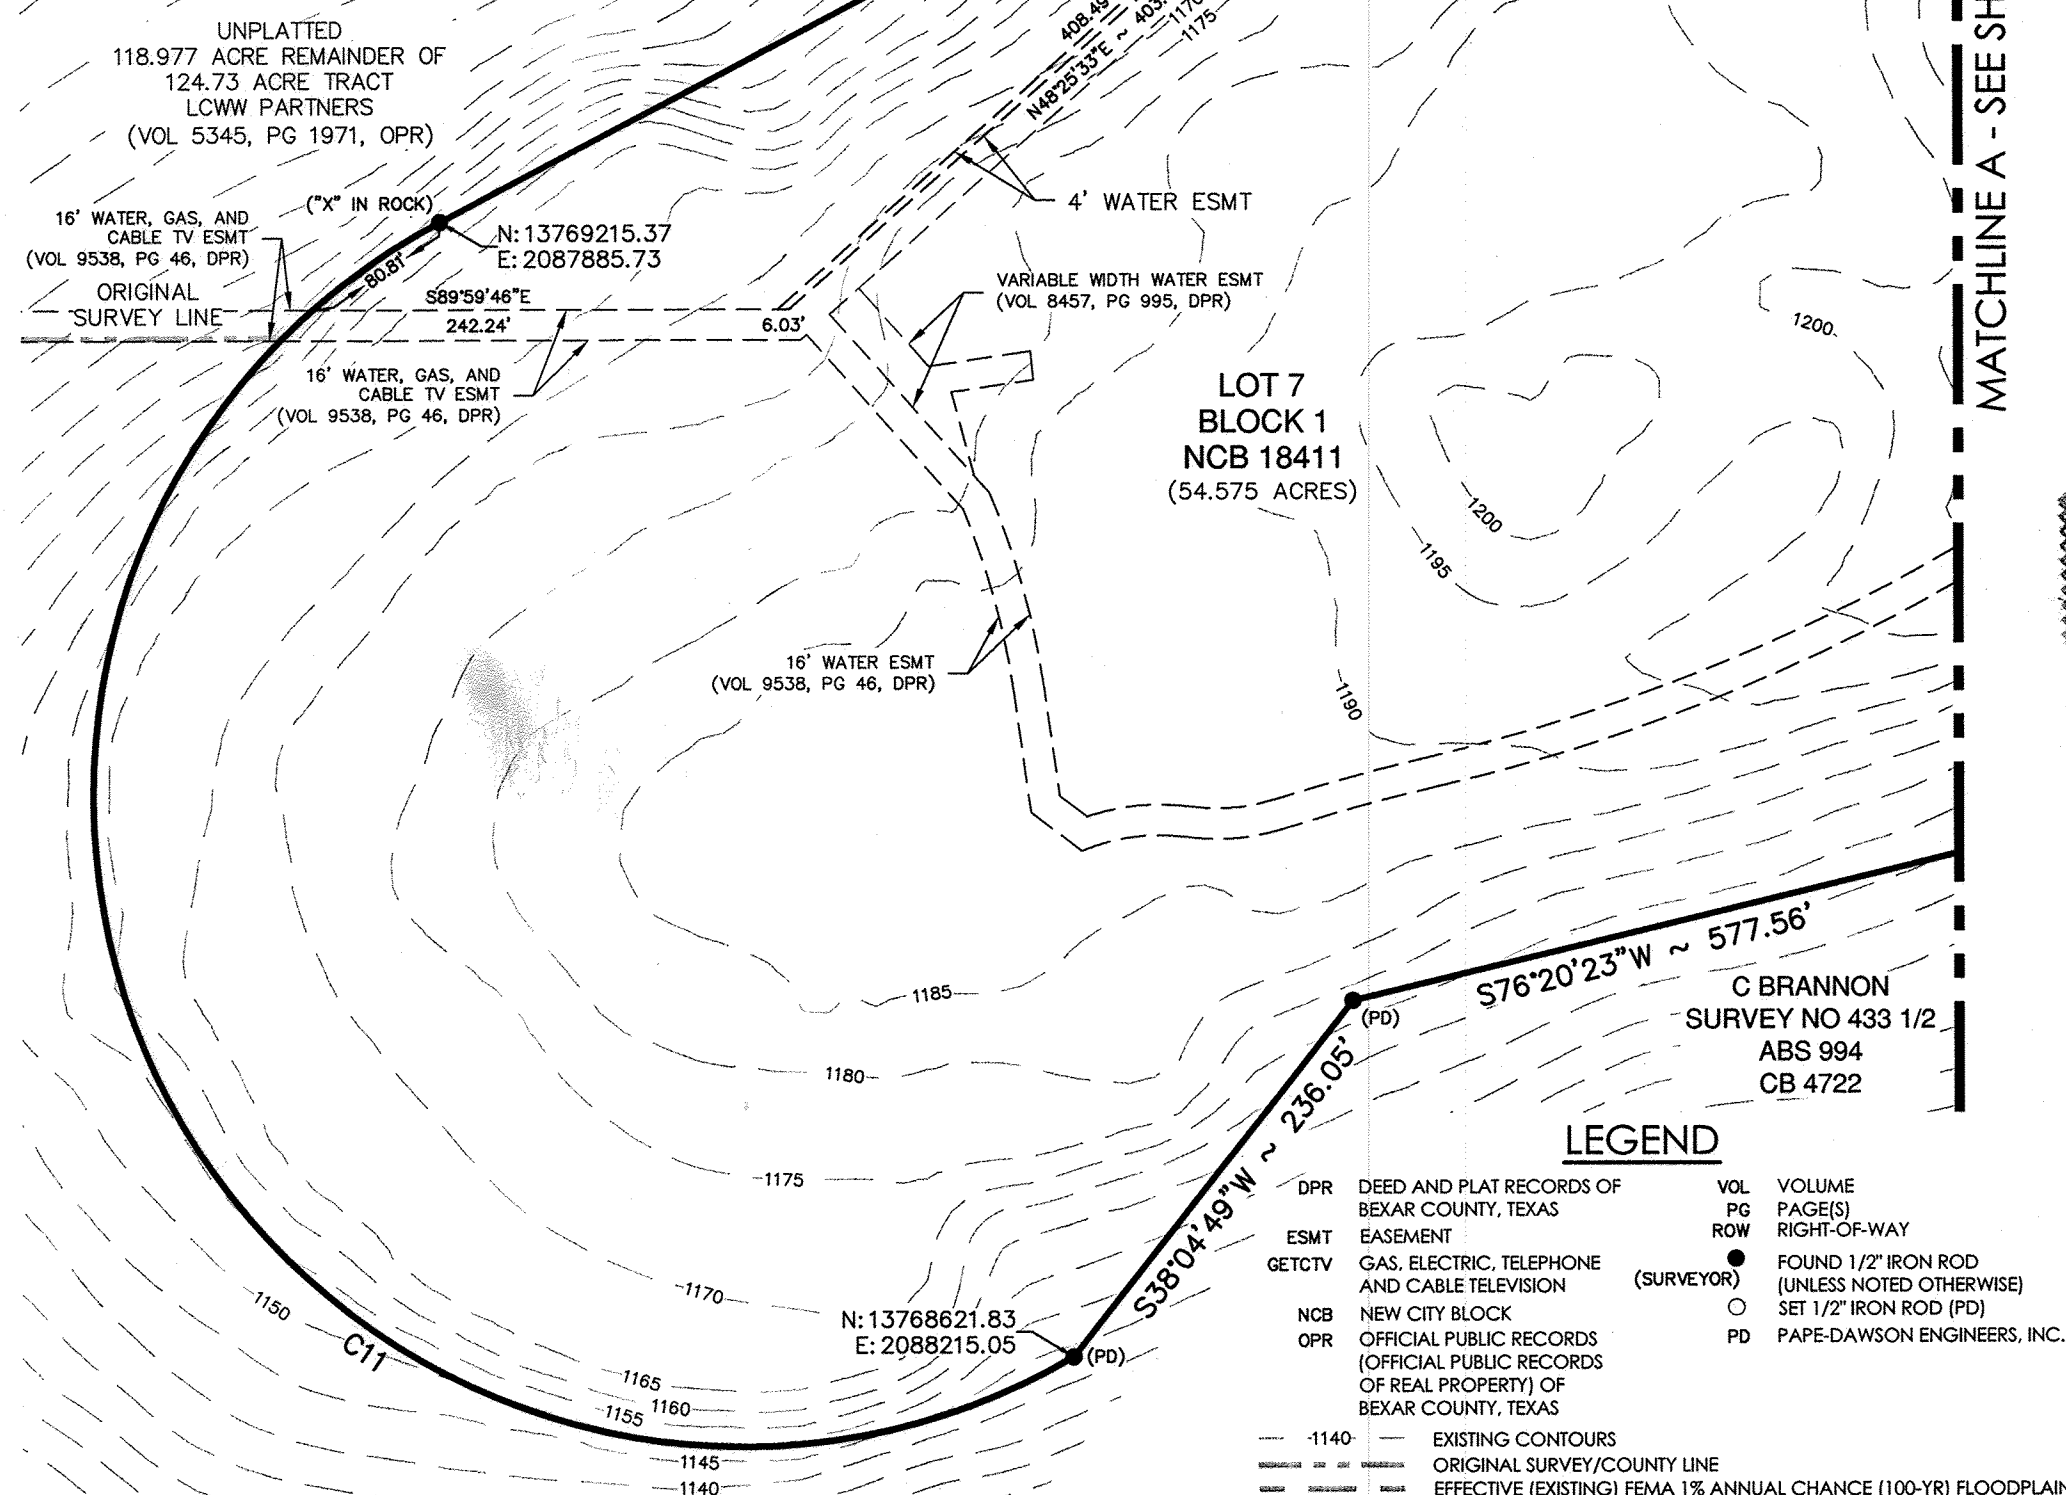 UNPLATTED
118.977 ACRE REMAINDER OF
124.73 ACRE TRACT
LCWW PARTNERS
(VOL 5345, PG 1971, OPR)
408.49
N48°25'33"E ~ 403.
1170
1175
MATCHLINE A - SEE SH
4' WATER ESMT
("X" IN ROCK)
16' WATER, GAS, AND
CABLE TV ESMT
(VOL 9538, PG 46, DPR)
N: 13769215.37
E: 2087885.73
80.81'
ORIGINAL
SURVEY LINE
S89°59'46"E
242.24'
6.03'
VARIABLE WIDTH WATER ESMT
(VOL 8457, PG 995, DPR)
16' WATER, GAS, AND
CABLE TV ESMT
(VOL 9538, PG 46, DPR)
LOT 7
BLOCK 1
NCB 18411
(54.575 ACRES)
1200
1200
1195
1190
16' WATER ESMT
(VOL 9538, PG 46, DPR)
1185
1180
1175
1170
1150
1165
1160
1155
1145
1140
C11
S76°20'23"W ~ 577.56'
(PD)
C BRANNON
SURVEY NO 433 1/2
ABS 994
CB 4722
S38°04'49"W ~ 236.05'
N: 13768621.83
E: 2088215.05
(PD)
LEGEND
DPR DEED AND PLAT RECORDS OF
BEXAR COUNTY, TEXAS
ESMT EASEMENT
GETCTV GAS, ELECTRIC, TELEPHONE
AND CABLE TELEVISION
NCB NEW CITY BLOCK
OPR OFFICIAL PUBLIC RECORDS
(OFFICIAL PUBLIC RECORDS
OF REAL PROPERTY) OF
BEXAR COUNTY, TEXAS
VOL VOLUME
PG PAGE(S)
ROW RIGHT-OF-WAY
FOUND 1/2" IRON ROD
(SURVEYOR) (UNLESS NOTED OTHERWISE)
SET 1/2" IRON ROD (PD)
PD PAPE-DAWSON ENGINEERS, INC.
1140 EXISTING CONTOURS
ORIGINAL SURVEY/COUNTY LINE
EFFECTIVE (EXISTING) FEMA 1% ANNUAL CHANCE (100-YR) FLOODPLAIN